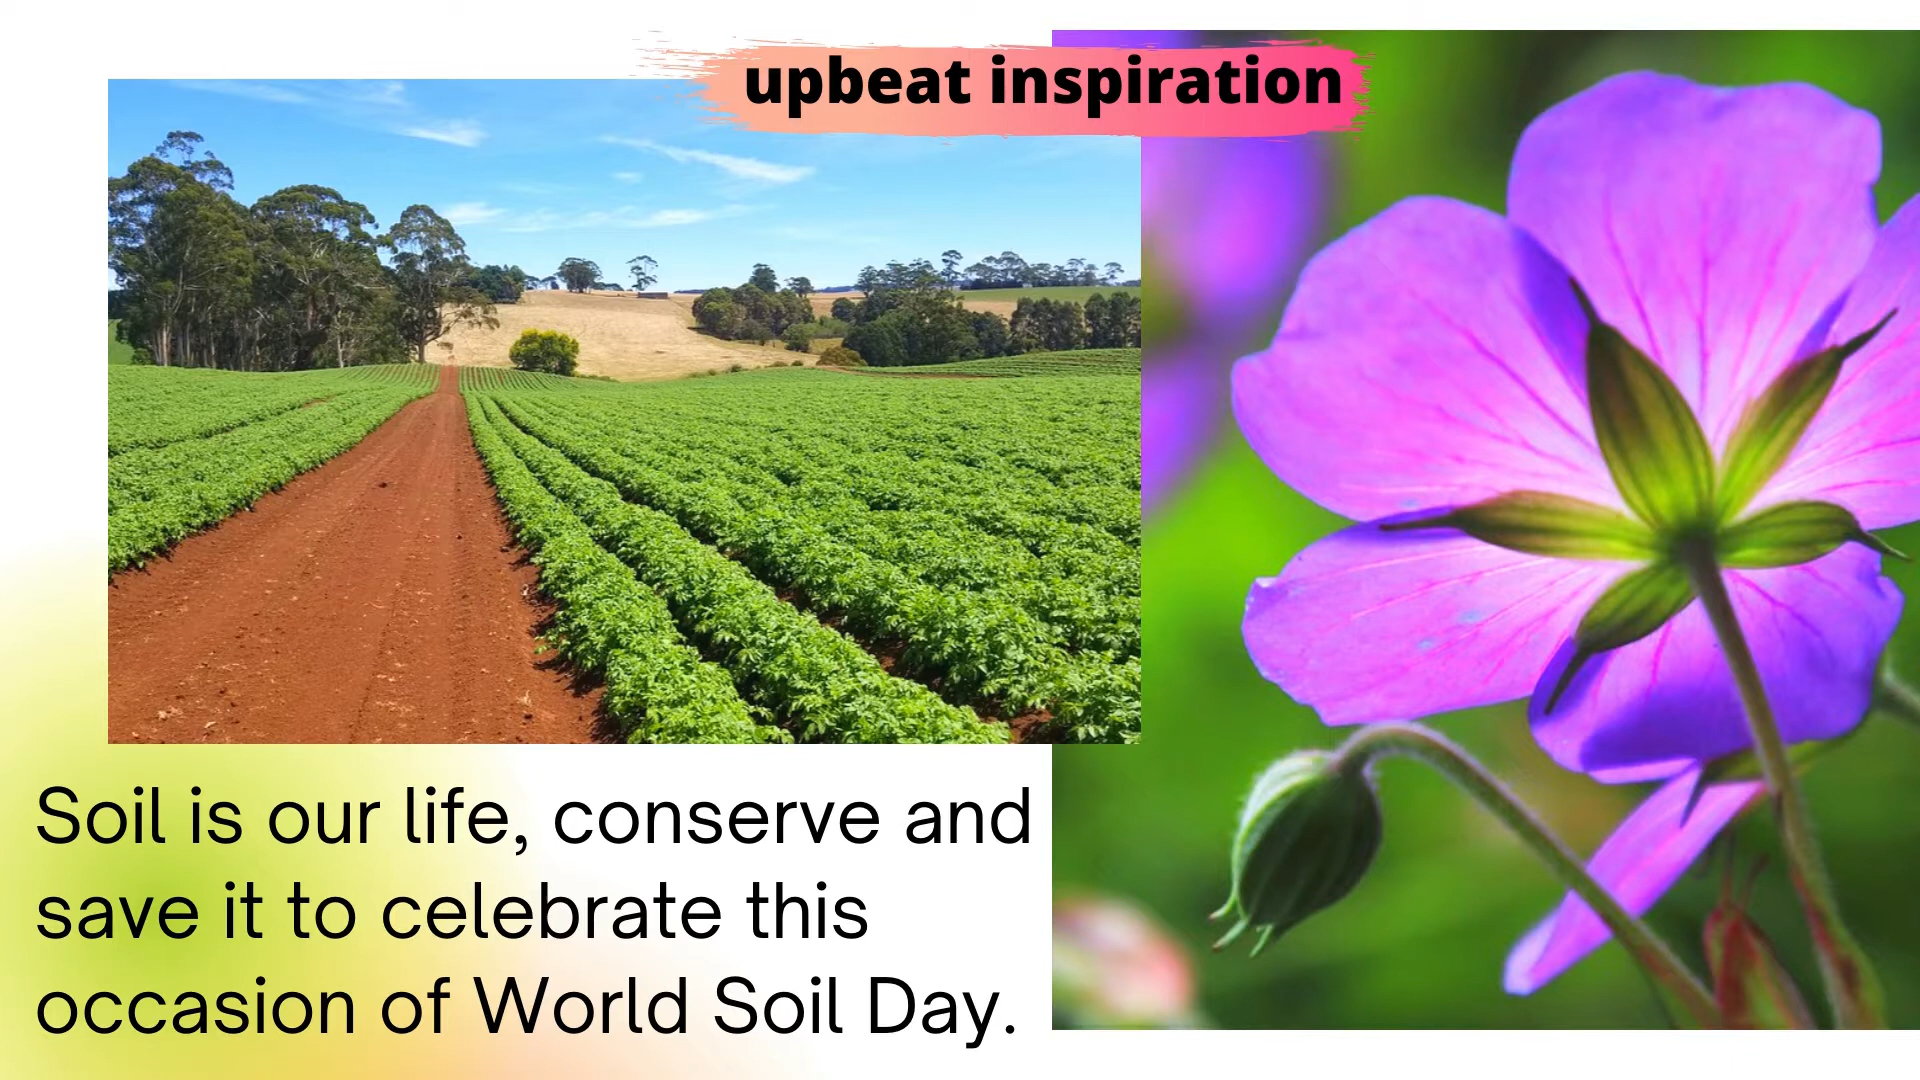 upbeat inspiration
Soil is our life, conserve and
save it to celebrate this
occasion of World Soil Day.